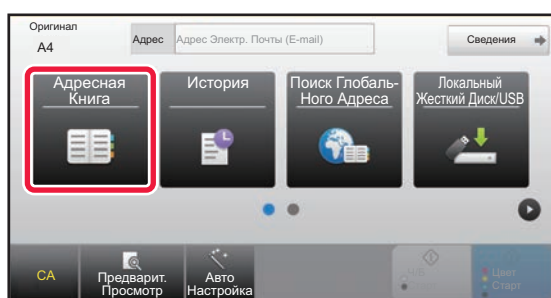 Оригинал
A4
Адрес
Адрес Электр. Почты (E-mail)
Сведения
Адресная
Книга
История
Поиск Глобаль-
Ного Адреса
Локальный
Жесткий Диск/USB
CA
Предварит.
Просмотр
Авто
Настройка
Ч/Б
Старт
Цвет
Старт